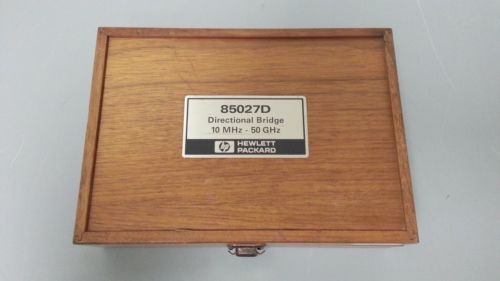 85027D
Directional Bridge
10 MHz - 50 GHz
hp HEWLETT
PACKARD